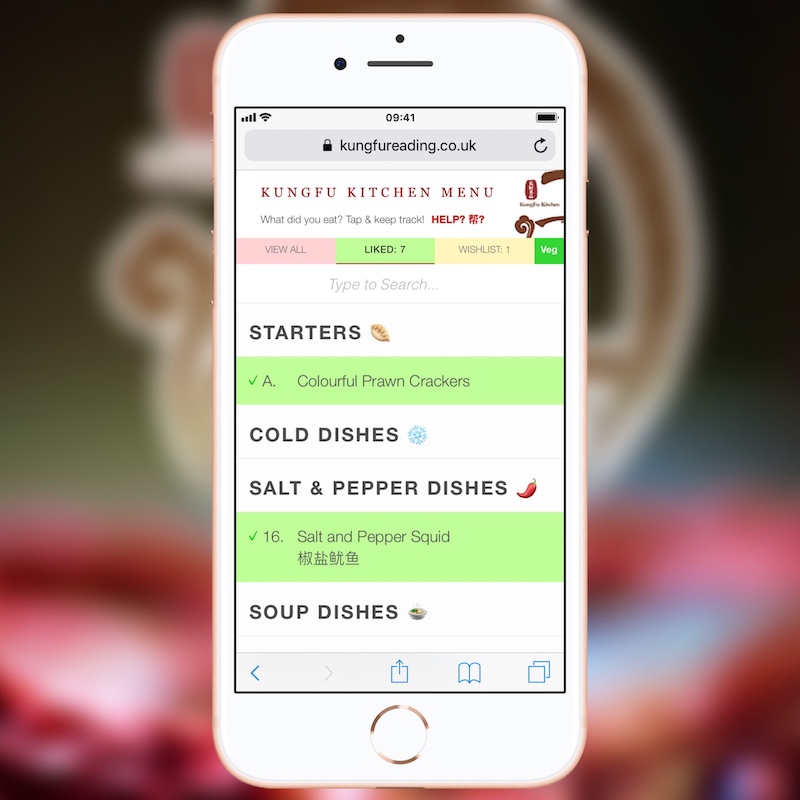 09:41
kungfureading.co.uk
KUNGFU KITCHEN MENU
KungFu Kitchen
What did you eat? Tap & keep track! HELP? 帮?
VIEW ALL LIKED: 7 WISHLIST: 1 Veg
Type to Search...
STARTERS
✓ A. Colourful Prawn Crackers
COLD DISHES
SALT & PEPPER DISHES
✓ 16. Salt and Pepper Squid
椒盐鱿鱼
SOUP DISHES